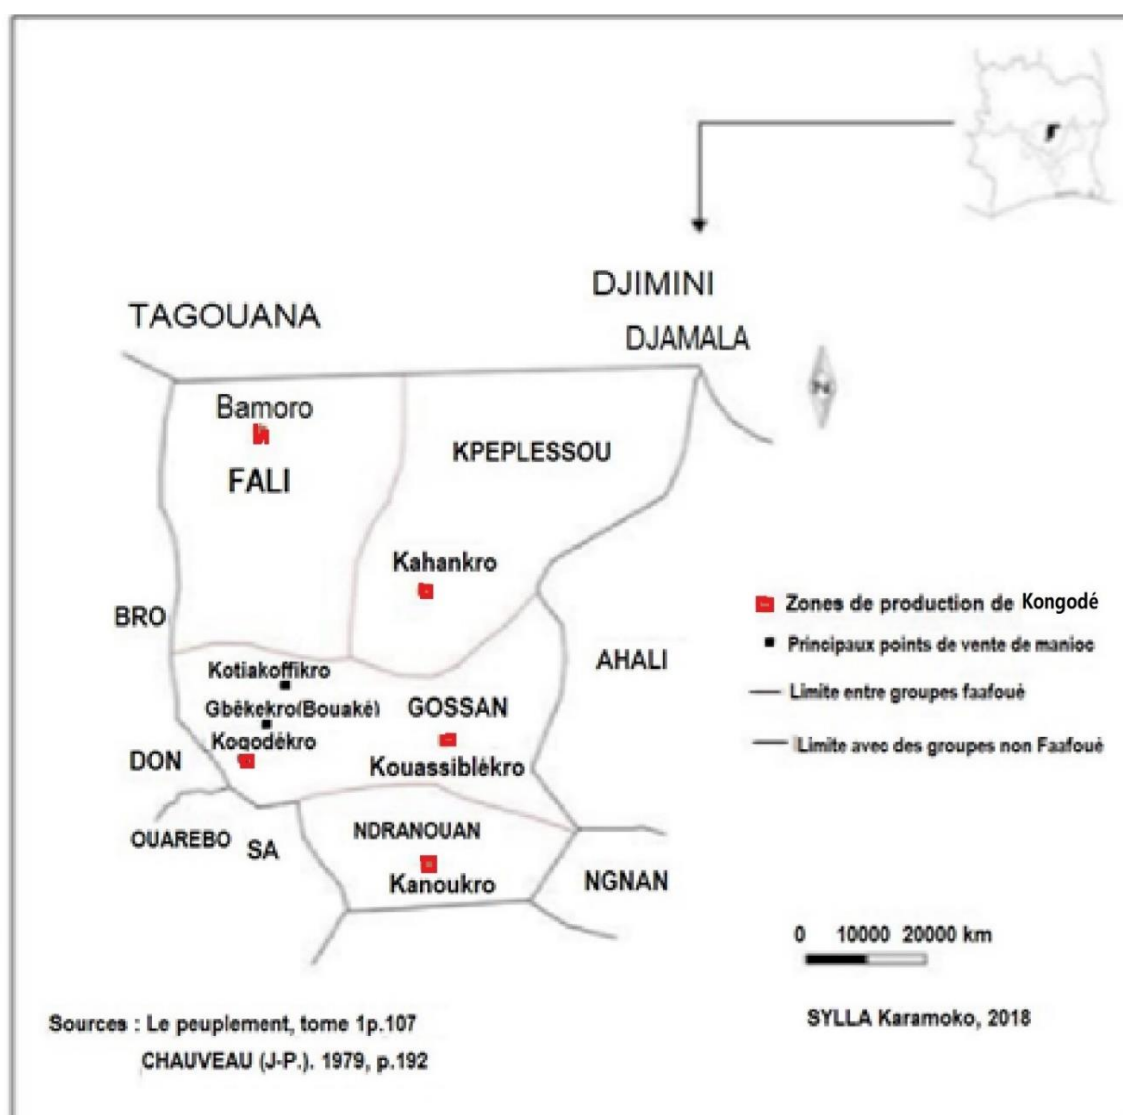 DJIMINI
TAGOUANA
DJAMALA
Bamoro
FALI
KPEPLESSOU
N
Kahankro
BRO
Zones de production de Kongodé
Principaux points de vente de manioc
Limite entre groupes faafoué
Limite avec des groupes non Faafoué
AHALI
Kotiakoffikro
Gbêkekro(Bouaké)
GOSSAN
Kogodékro
DON
Kouassiblékro
OUAREBO
SA
NDRANOUAN
Kanoukro
NGNAN
0 10000 20000 km
Sources : Le peuplement, tome 1p.107
CHAUVEAU (J-P.). 1979, p.192
SYLLA Karamoko, 2018